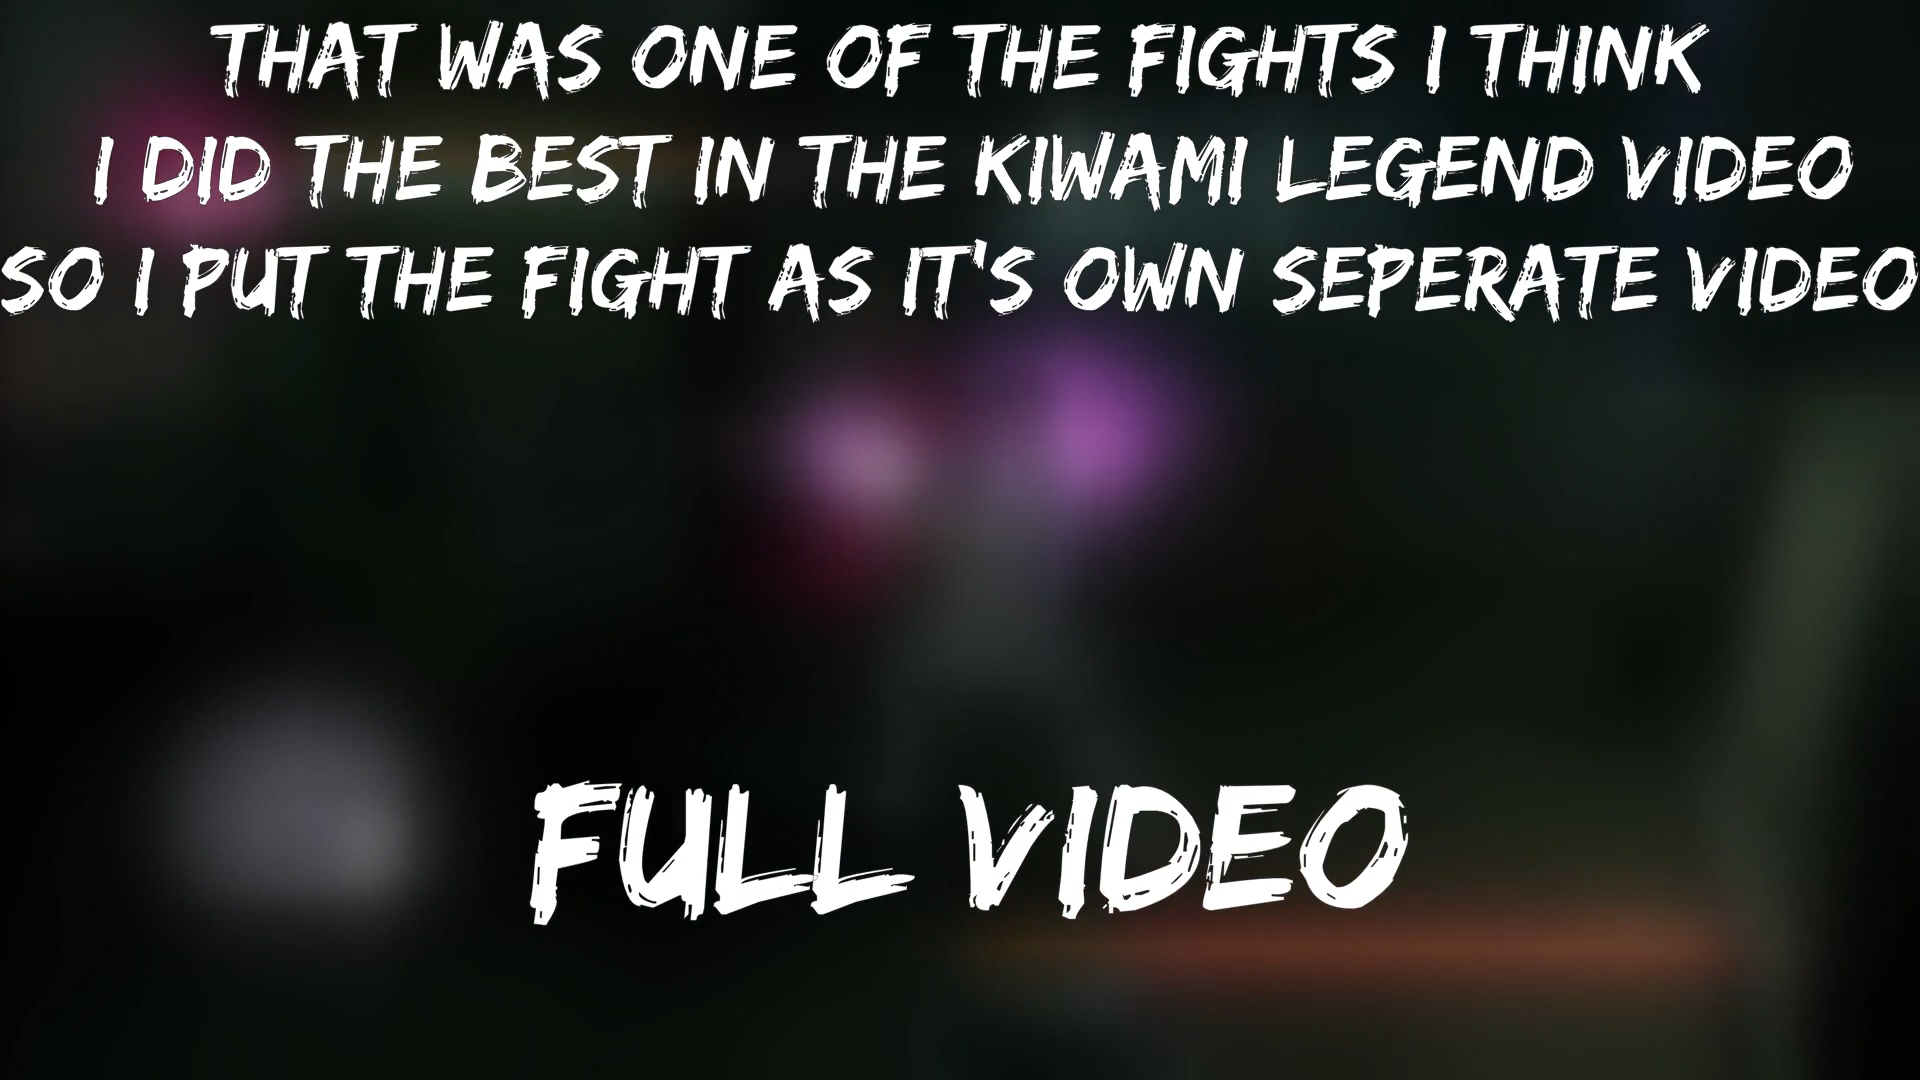 THAT WAS ONE OF THE FIGHTS I THINK
I DID THE BEST IN THE KIWAMI LEGEND VIDEO
SO I PUT THE FIGHT AS IT'S OWN SEPERATE VIDEO
FULL VIDEO